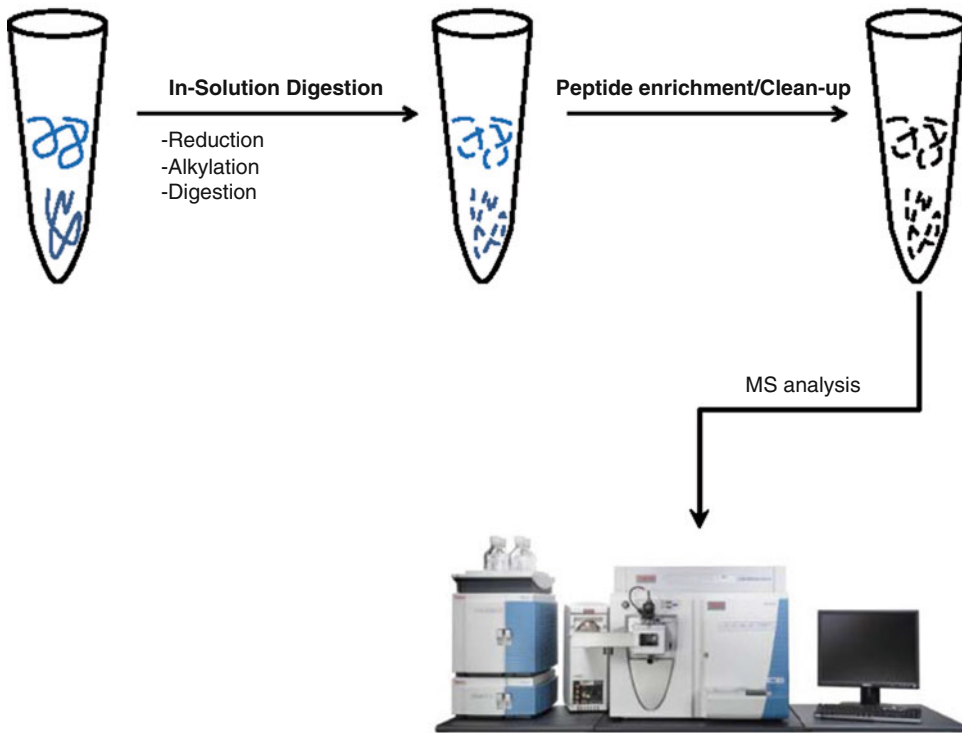 In-Solution Digestion
-Reduction
-Alkylation
-Digestion
Peptide enrichment/Clean-up
MS analysis